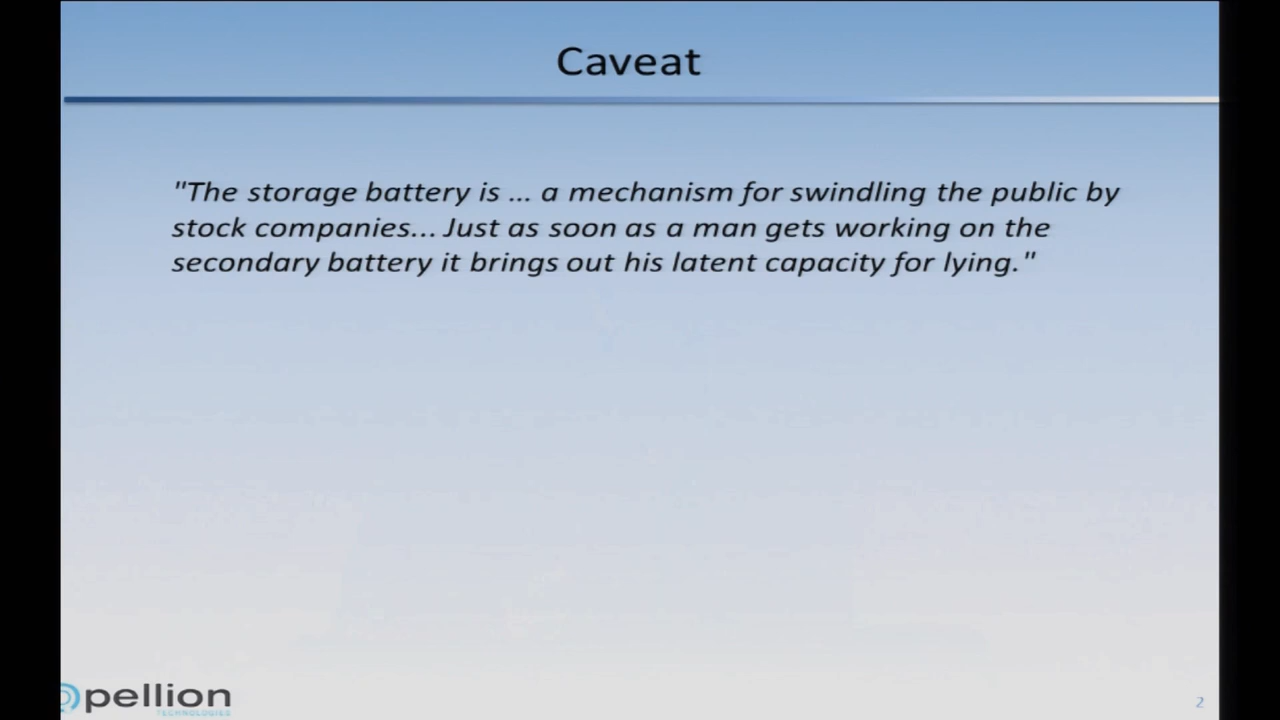 Caveat
"The storage battery is ... a mechanism for swindling the public by
stock companies... Just as soon as a man gets working on the
secondary battery it brings out his latent capacity for lying."
pellion
TECHNOLOGIES
2